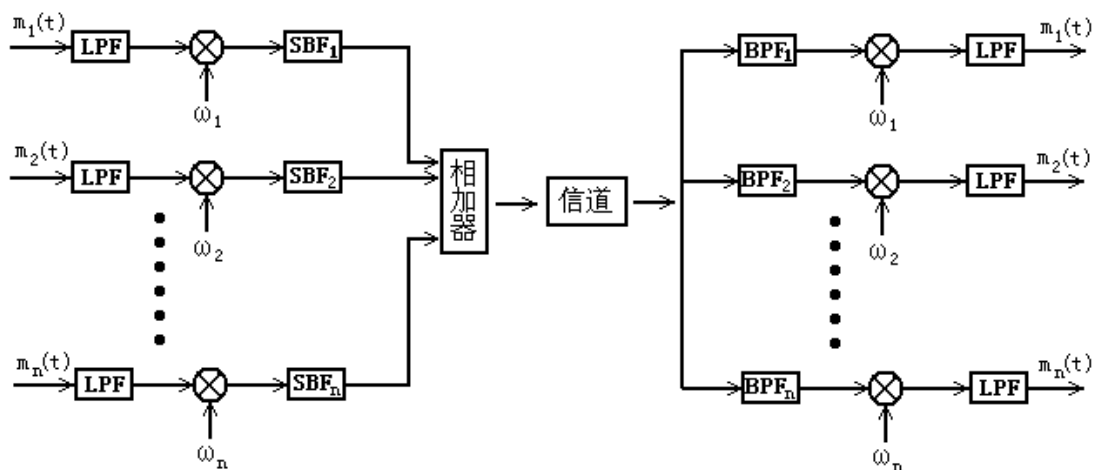 m₁(t) LPF SBF₁ BPF₁ LPF m₁(t)
ω₁ ω₁
m₂(t) LPF SBF₂ 相加器 信道 BPF₂ LPF m₂(t)
ω₂ ω₂
mₙ(t) LPF SBFₙ BPFₙ LPF mₙ(t)
ωₙ ωₙ